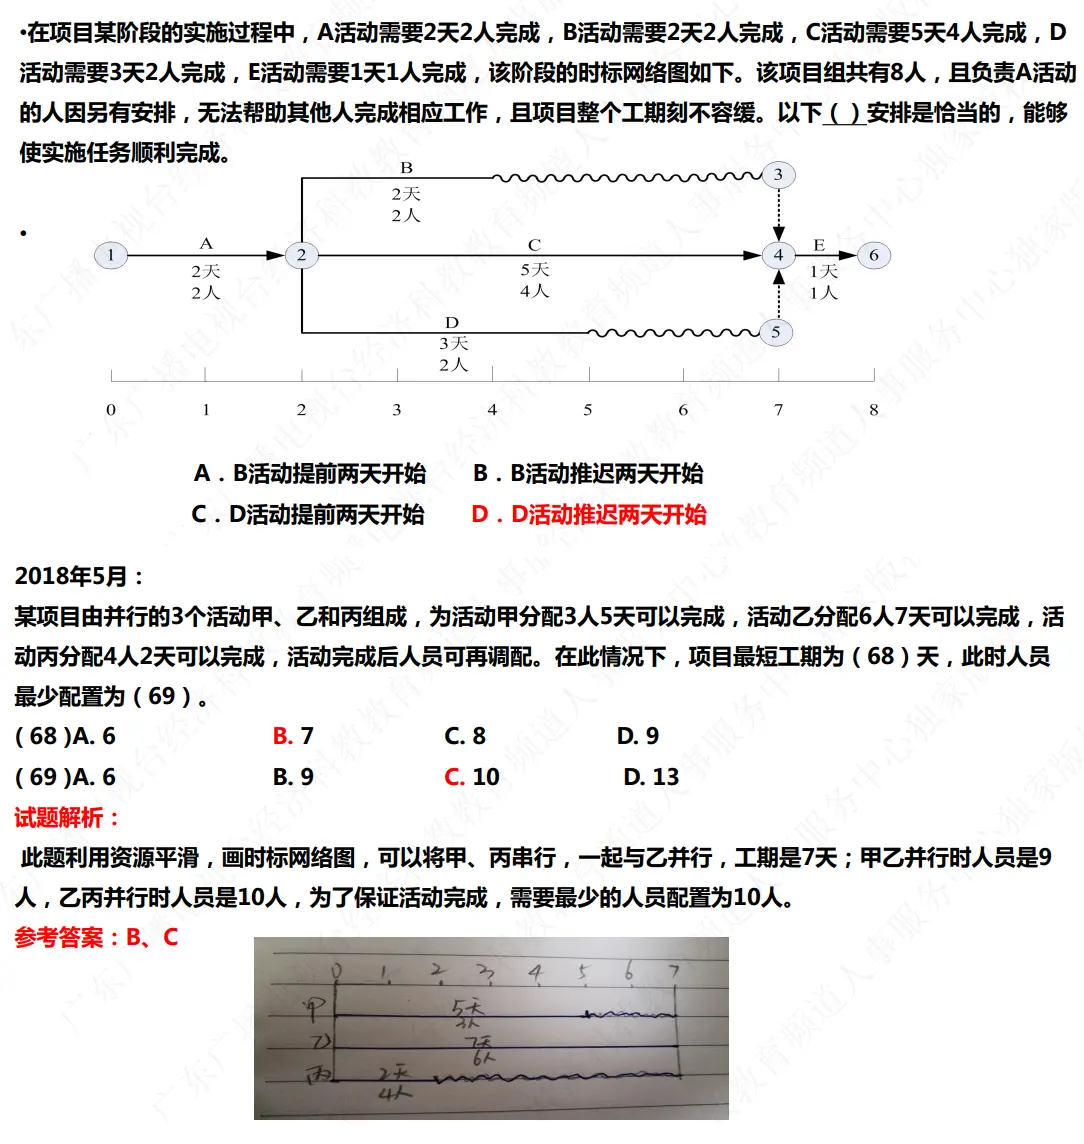 •在项目某阶段的实施过程中，A活动需要2天2人完成，B活动需要2天2人完成，C活动需要5天4人完成，D
活动需要3天2人完成，E活动需要1天1人完成，该阶段的时标网络图如下。该项目组共有8人，且负责A活动
的人因另有安排，无法帮助其他人完成相应工作，且项目整个工期刻不容缓。以下（ ）安排是恰当的，能够
使实施任务顺利完成。
•
B
2天
2人
3
1
A
2天
2人
2
C
5天
4人
4
E
1天
1人
6
D
3天
2人
5
0 1 2 3 4 5 6 7 8
A．B活动提前两天开始 B．B活动推迟两天开始
C．D活动提前两天开始 D．D活动推迟两天开始
2018年5月：
某项目由并行的3个活动甲、乙和丙组成，为活动甲分配3人5天可以完成，活动乙分配6人7天可以完成，活
动丙分配4人2天可以完成，活动完成后人员可再调配。在此情况下，项目最短工期为（68）天，此时人员
最少配置为（69）。
( 68 )A. 6 B. 7 C. 8 D. 9
( 69 )A. 6 B. 9 C. 10 D. 13
试题解析：
此题利用资源平滑，画时标网络图，可以将甲、丙串行，一起与乙并行，工期是7天；甲乙并行时人员是9
人，乙丙并行时人员是10人，为了保证活动完成，需要最少的人员配置为10人。
参考答案：B、C
0 1 2 3 4 5 6 7
甲 5天
3人
乙 7天
6人
丙 2天
4人